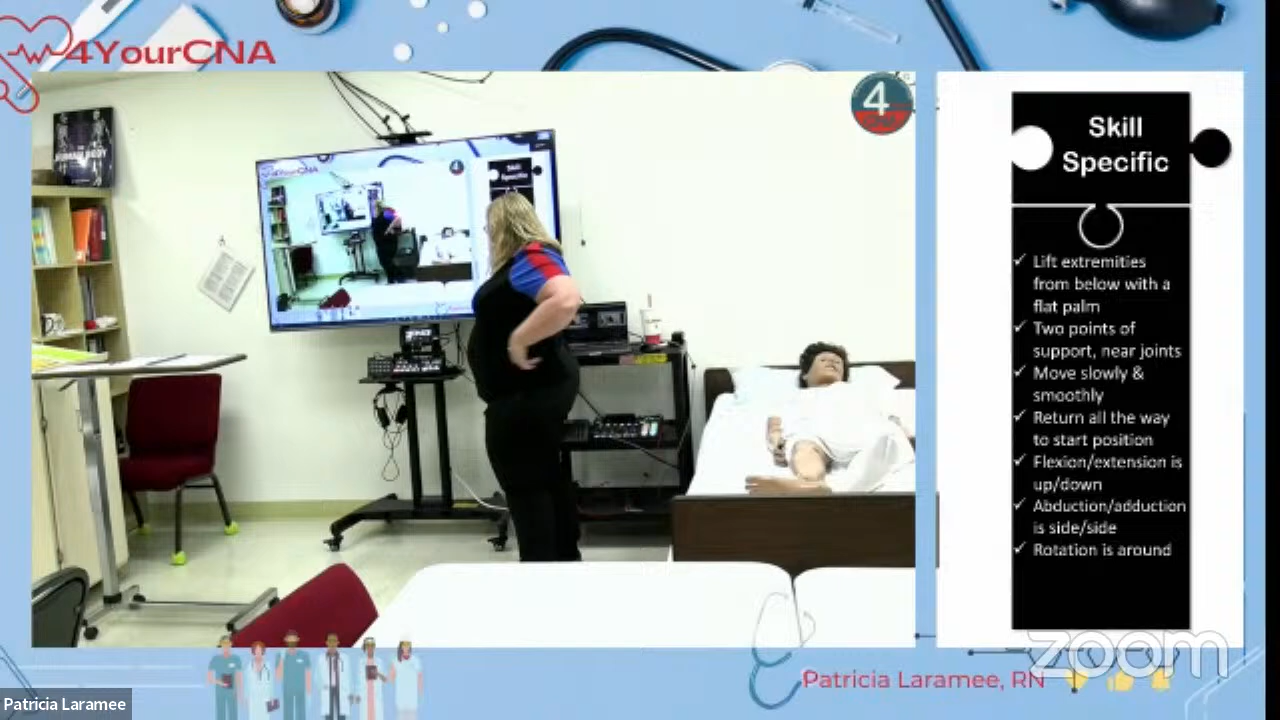 4YourCNA
4
CNA
Skill
Specific
✓ Lift extremities
from below with a
flat palm
✓ Two points of
support, near joints
✓ Move slowly &
smoothly
✓ Return all the way
to start position
✓ Flexion/extension is
up/down
✓ Abduction/adduction
is side/side
✓ Rotation is around
zoom
Patricia Laramee, RN
Patricia Laramee